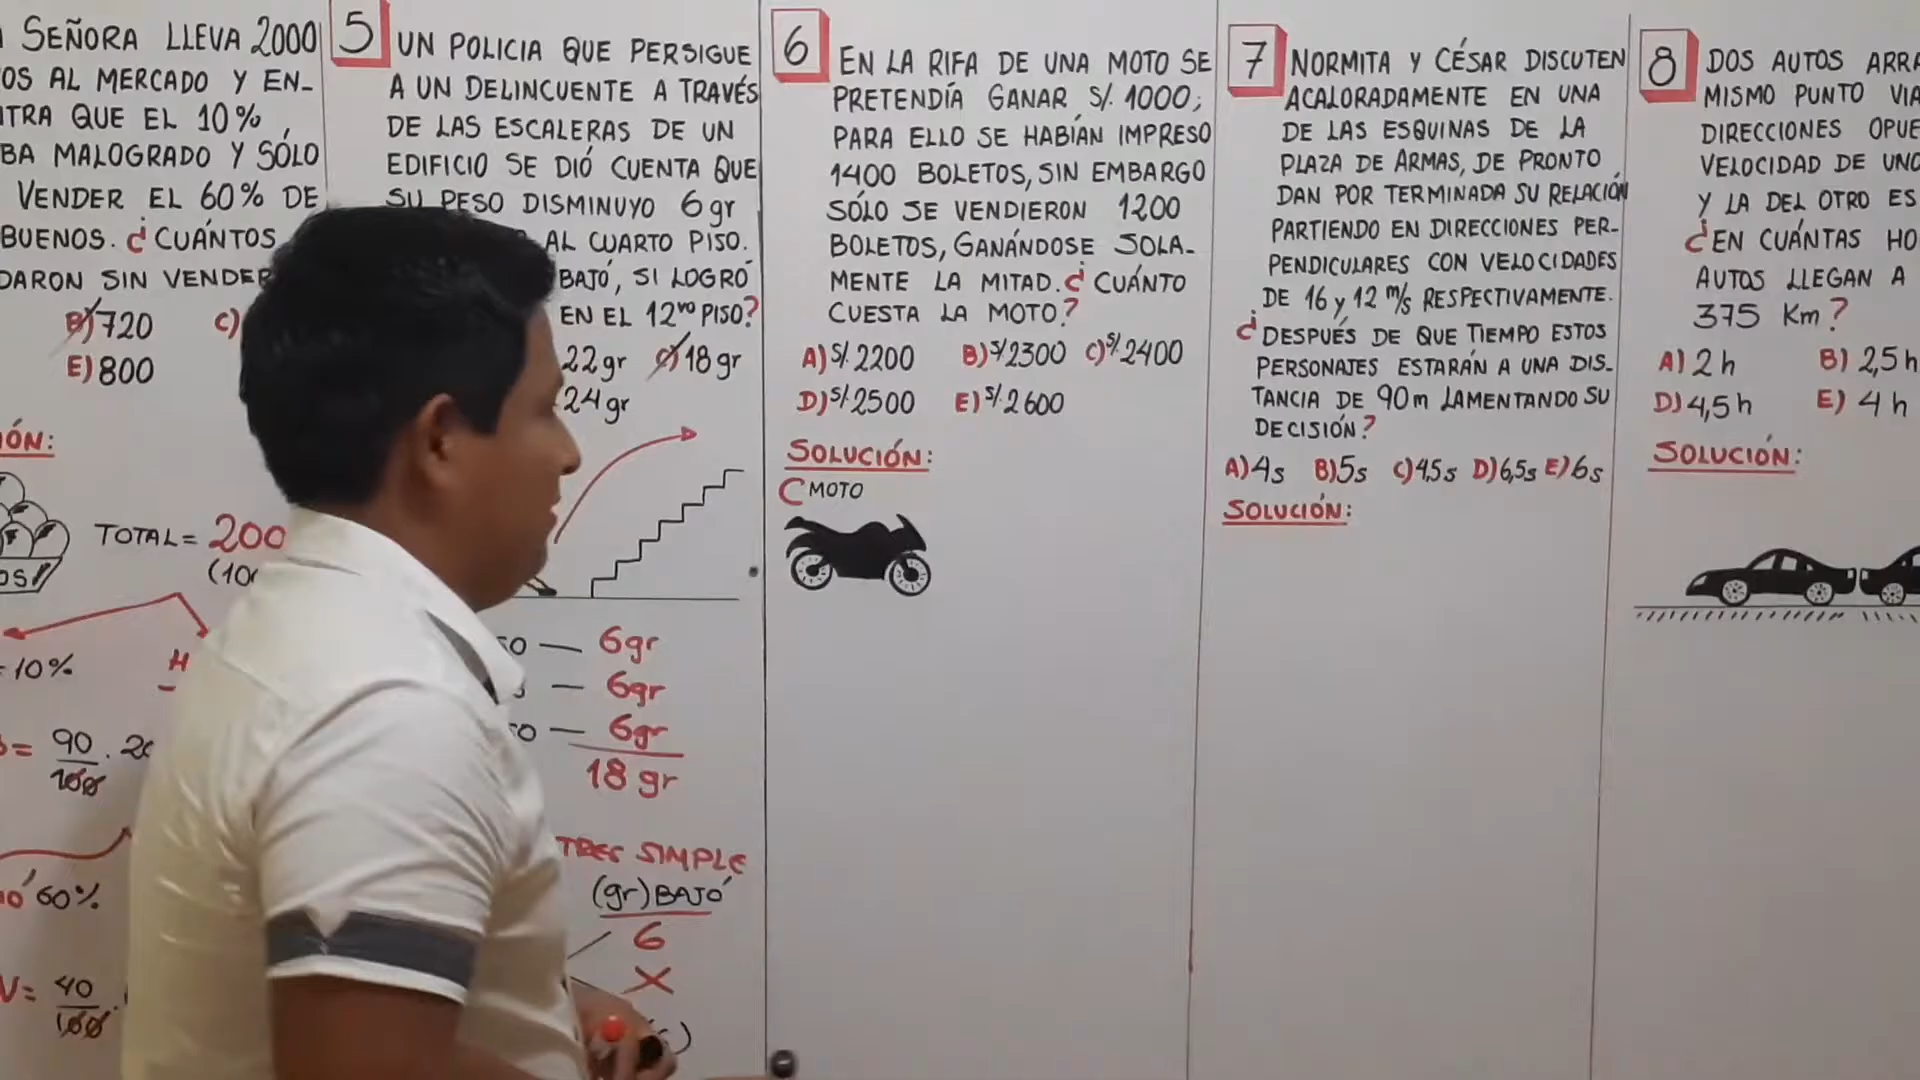 SEÑORA LLEVA 2000
OS AL MERCADO Y EN-
TRA QUE EL 10%
BA MALOGRADO Y SÓLO
VENDER EL 60% DE
BUENOS. ¿CUÁNTOS
DARON SIN VENDER
B) 720 C)
E) 800
IÓN:
TOTAL = 200
(10
= 10%
H
= 90/100 . 20
60%
V = 40/100 .
5
UN POLICIA QUE PERSIGUE
A UN DELINCUENTE A TRAVÉS
DE LAS ESCALERAS DE UN
EDIFICIO SE DIÓ CUENTA QUE
SU PESO DISMINUYO 6 gr
AL CUARTO PISO.
BAJÓ, SI LOGRÓ
EN EL 12vo PISO?
22 gr C) 18 gr
24 gr
SO — 6gr
— 6gr
SO — 6gr
18 gr
TRES SIMPLE
(gr) BAJÓ
6
X
6
EN LA RIFA DE UNA MOTO SE
PRETENDÍA GANAR S/. 1000;
PARA ELLO SE HABÍAN IMPRESO
1400 BOLETOS, SIN EMBARGO
SÓLO SE VENDIERON 1200
BOLETOS, GANÁNDOSE SOLA-
MENTE LA MITAD. ¿CUÁNTO
CUESTA LA MOTO?
A) S/. 2200 B) S/. 2300 C) S/. 2400
D) S/. 2500 E) S/. 2600
SOLUCIÓN:
C MOTO
7
NORMITA Y CÉSAR DISCUTEN
ACALORADAMENTE EN UNA
DE LAS ESQUINAS DE LA
PLAZA DE ARMAS, DE PRONTO
DAN POR TERMINADA SU RELACIÓN
PARTIENDO EN DIRECCIONES PER-
PENDICULARES CON VELOCIDADES
DE 16 y 12 m/s RESPECTIVAMENTE.
¿DESPUÉS DE QUE TIEMPO ESTOS
PERSONAJES ESTARÁN A UNA DIS-
TANCIA DE 90 m LAMENTANDO SU
DECISIÓN?
A) 4s B) 5s C) 4,5s D) 6,5s E) 6s
SOLUCIÓN:
8
DOS AUTOS ARRA
MISMO PUNTO VIA
DIRECCIONES OPUE
VELOCIDAD DE UNO
Y LA DEL OTRO ES
¿EN CUÁNTAS HO
AUTOS LLEGAN A
375 Km?
A) 2 h B) 2,5 h
D) 4,5 h E) 4 h
SOLUCIÓN: